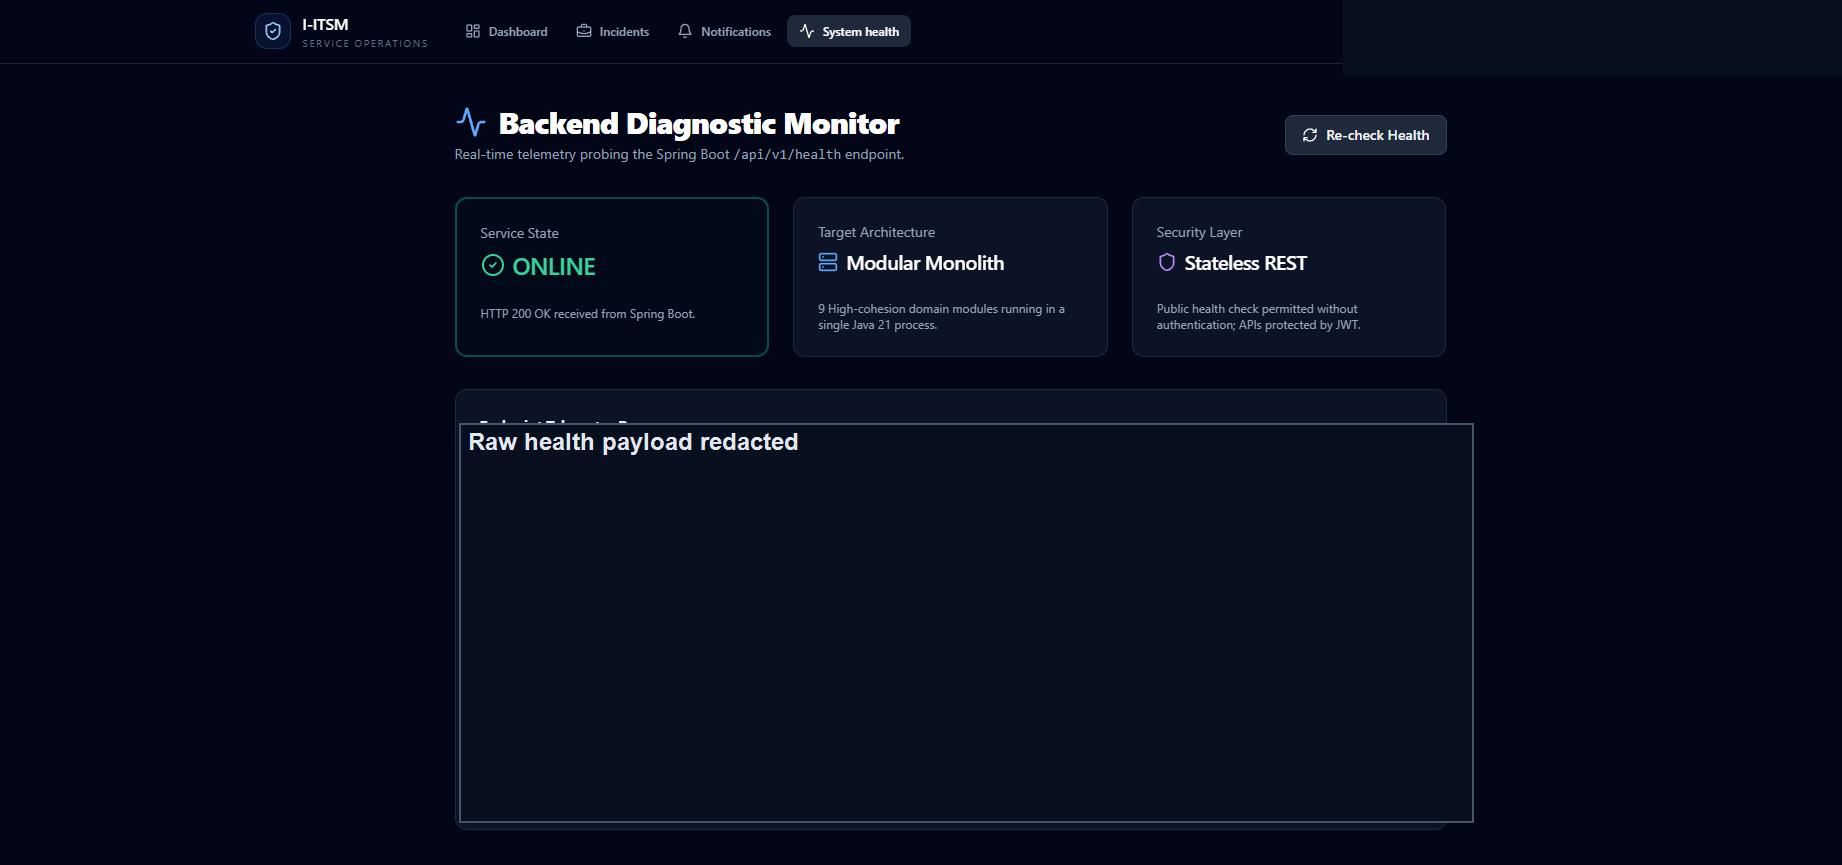 I-ITSM
SERVICE OPERATIONS
Dashboard
Incidents
Notifications
System health
Backend Diagnostic Monitor
Real-time telemetry probing the Spring Boot /api/v1/health endpoint.
Re-check Health
Service State
ONLINE
HTTP 200 OK received from Spring Boot.
Target Architecture
Modular Monolith
9 High-cohesion domain modules running in a
single Java 21 process.
Security Layer
Stateless REST
Public health check permitted without
authentication; APIs protected by JWT.
Raw health payload redacted